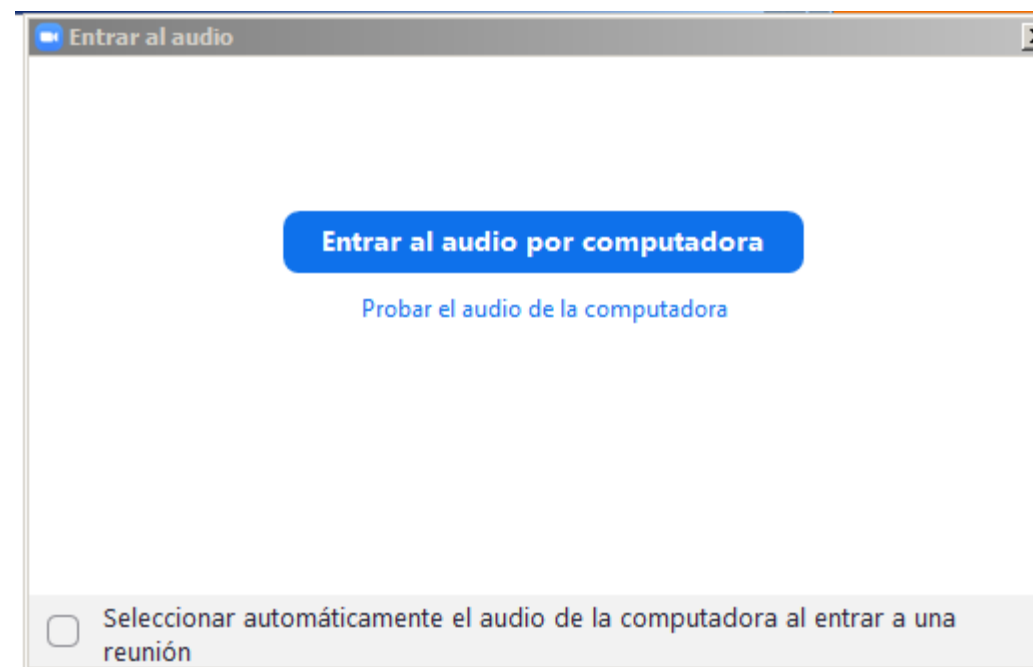 Entrar al audio
Entrar al audio por computadora
Probar el audio de la computadora
Seleccionar automáticamente el audio de la computadora al entrar a una
reunión